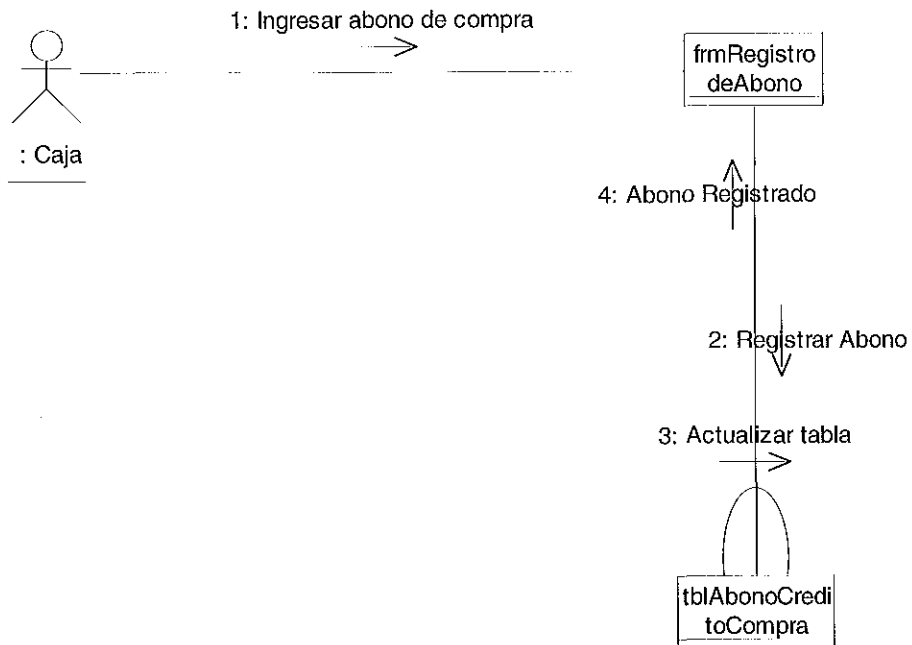 1: Ingresar abono de compra
frmRegistro
deAbono
: Caja
4: Abono Registrado
2: Registrar Abono
3: Actualizar tabla
tblAbonoCredi
toCompra